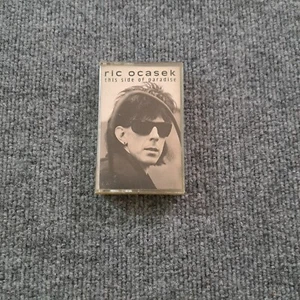 ric ocasek
this side of paradise